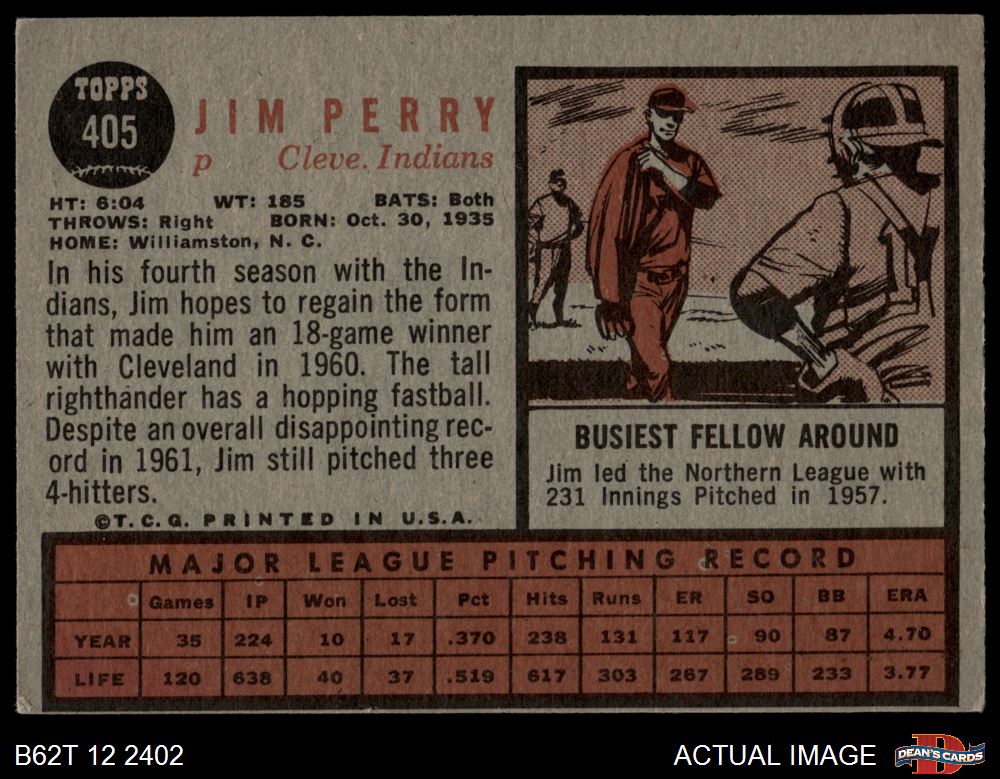 TOPPS
405
JIM PERRY
p Cleve. Indians
HT: 6:04 WT: 185 BATS: Both
THROWS: Right BORN: Oct. 30, 1935
HOME: Williamston, N. C.
In his fourth season with the In-
dians, Jim hopes to regain the form
that made him an 18-game winner
with Cleveland in 1960. The tall
righthander has a hopping fastball.
Despite an overall disappointing rec-
ord in 1961, Jim still pitched three
4-hitters.
©T.C.G. PRINTED IN U.S.A.
BUSIEST FELLOW AROUND
Jim led the Northern League with
231 Innings Pitched in 1957.
MAJOR LEAGUE PITCHING RECORD
Games IP Won Lost Pct Hits Runs ER SO BB ERA
YEAR 35 224 10 17 .370 238 131 117 90 87 4.70
LIFE 120 638 40 37 .519 617 303 267 289 233 3.77
B62T 12 2402 ACTUAL IMAGE DEAN'S CARDS